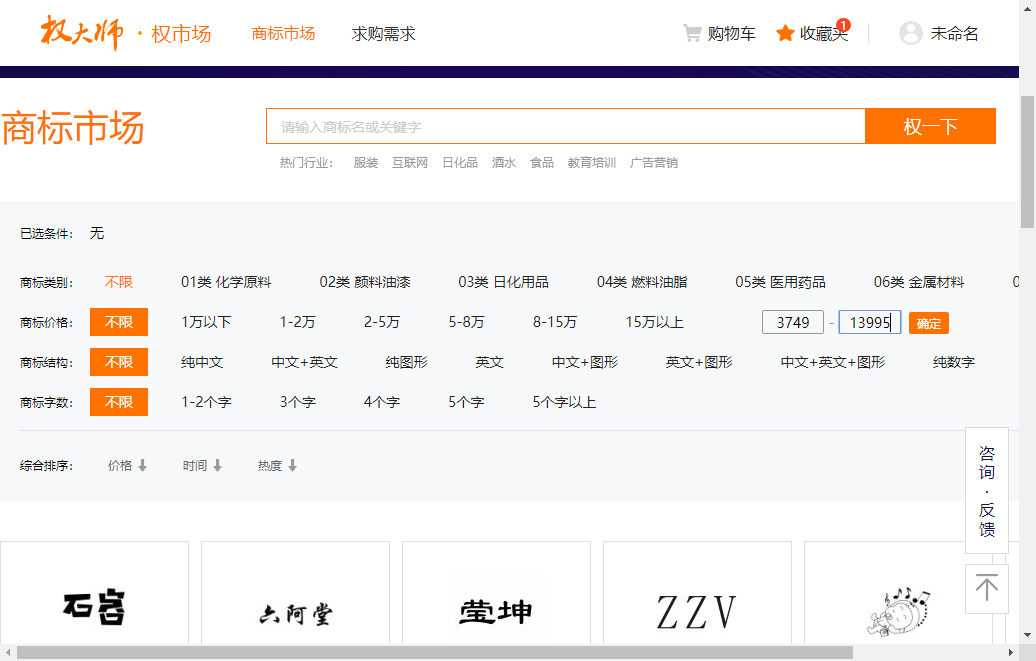 权大师 · 权市场 商标市场 求购需求 购物车 收藏夹 1 未命名
商标市场 请输入商标名或关键字 权一下
热门行业： 服装 互联网 日化品 酒水 食品 教育培训 广告营销
已选条件： 无
商标类别： 不限 01类 化学原料 02类 颜料油漆 03类 日化用品 04类 燃料油脂 05类 医用药品 06类 金属材料 0
商标价格： 不限 1万以下 1-2万 2-5万 5-8万 8-15万 15万以上 3749 - 13995 确定
商标结构： 不限 纯中文 中文+英文 纯图形 英文 中文+图形 英文+图形 中文+英文+图形 纯数字
商标字数： 不限 1-2个字 3个字 4个字 5个字 5个字以上
综合排序： 价格 时间 热度
咨询·反馈
石岩 六阿堂 莹坤 ZZV